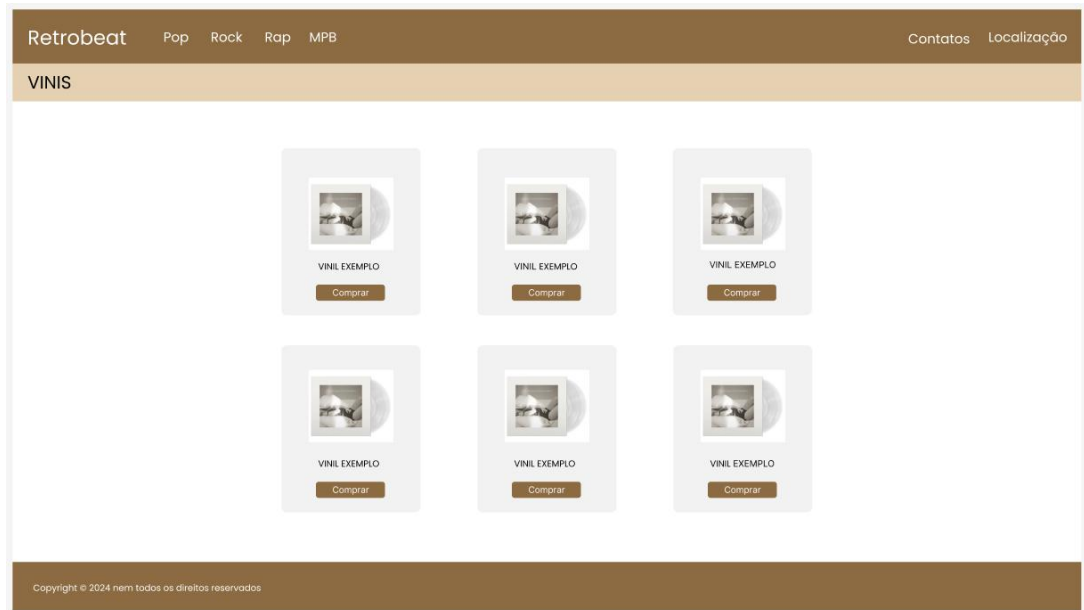 Retrobeat Pop Rock Rap MPB Contatos Localização
VINIS
VINIL EXEMPLO VINIL EXEMPLO VINIL EXEMPLO
Comprar Comprar Comprar
VINIL EXEMPLO VINIL EXEMPLO VINIL EXEMPLO
Comprar Comprar Comprar
Copyright © 2024 nem todos os direitos reservados